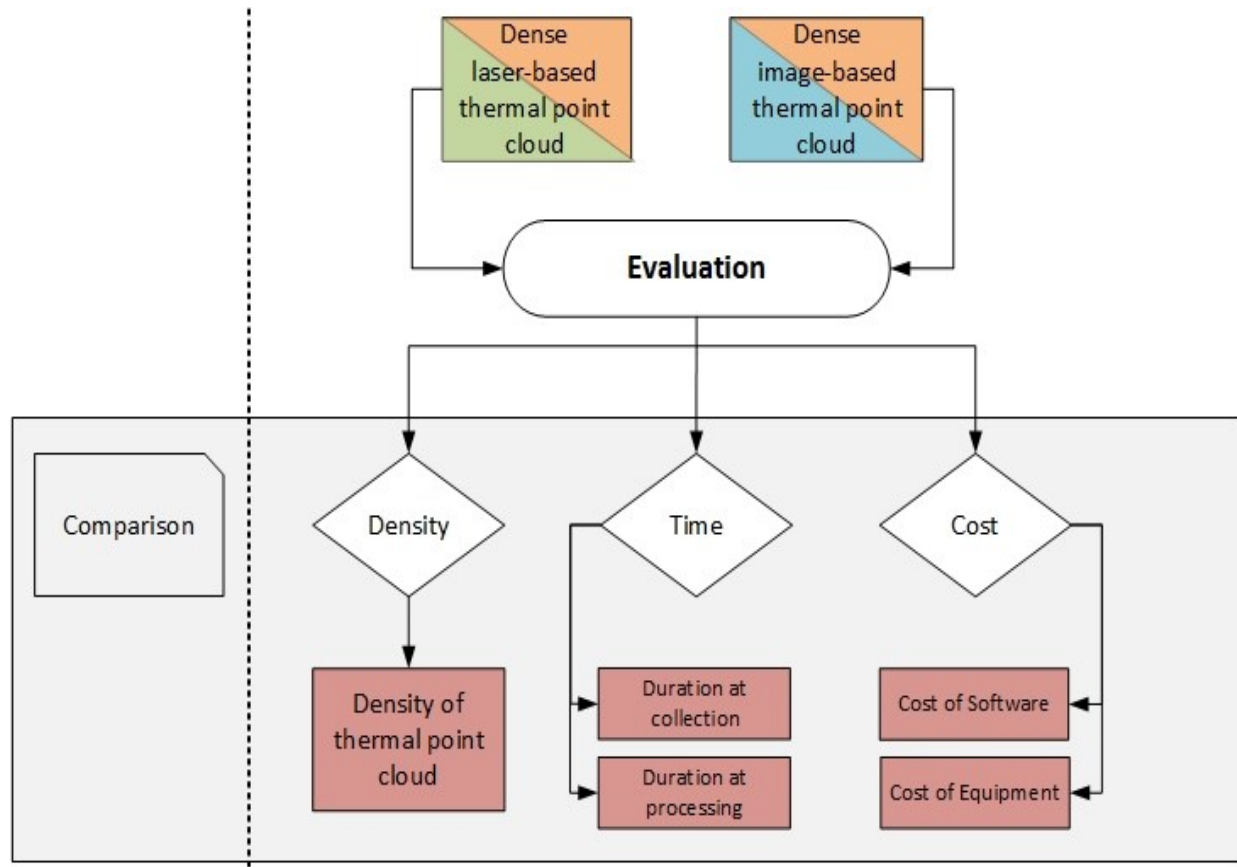 Dense
laser-based
thermal point
cloud
Dense
image-based
thermal point
cloud
Evaluation
Comparison
Density
Time
Cost
Density of
thermal point
cloud
Duration at
collection
Duration at
processing
Cost of Software
Cost of Equipment